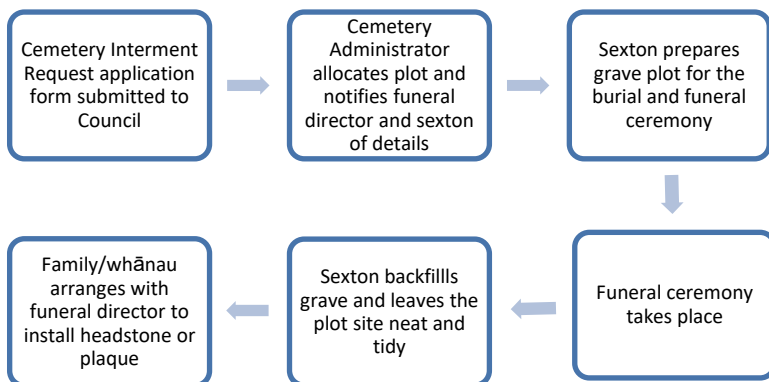 Cemetery Interment
Request application
form submitted to
Council
Cemetery
Administrator
allocates plot and
notifies funeral
director and sexton
of details
Sexton prepares
grave plot for the
burial and funeral
ceremony
Funeral ceremony
takes place
Sexton backfillls
grave and leaves the
plot site neat and
tidy
Family/whānau
arranges with
funeral director to
install headstone or
plaque